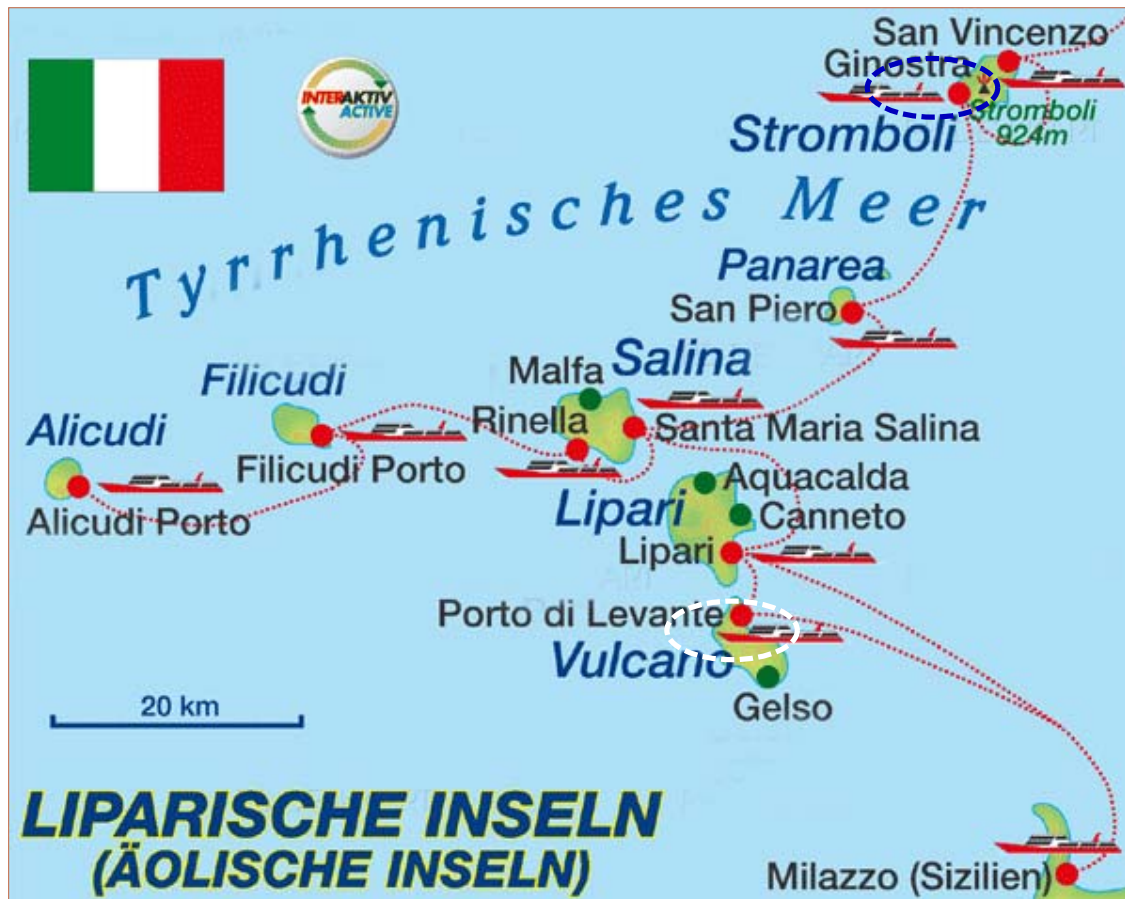 San Vincenzo
Ginostra
INTERAKTIV
ACTIVE
Stromboli
924m
Stromboli
Tyrrhenisches Meer
Panarea
San Piero
Salina
Malfa
Filicudi
Rinella
Santa Maria Salina
Alicudi
Filicudi Porto
Aquacalda
Lipari
Canneto
Alicudi Porto
Lipari
Porto di Levante
Vulcano
Gelso
20 km
LIPARISCHE INSELN
(ÄOLISCHE INSELN)
Milazzo (Sizilien)